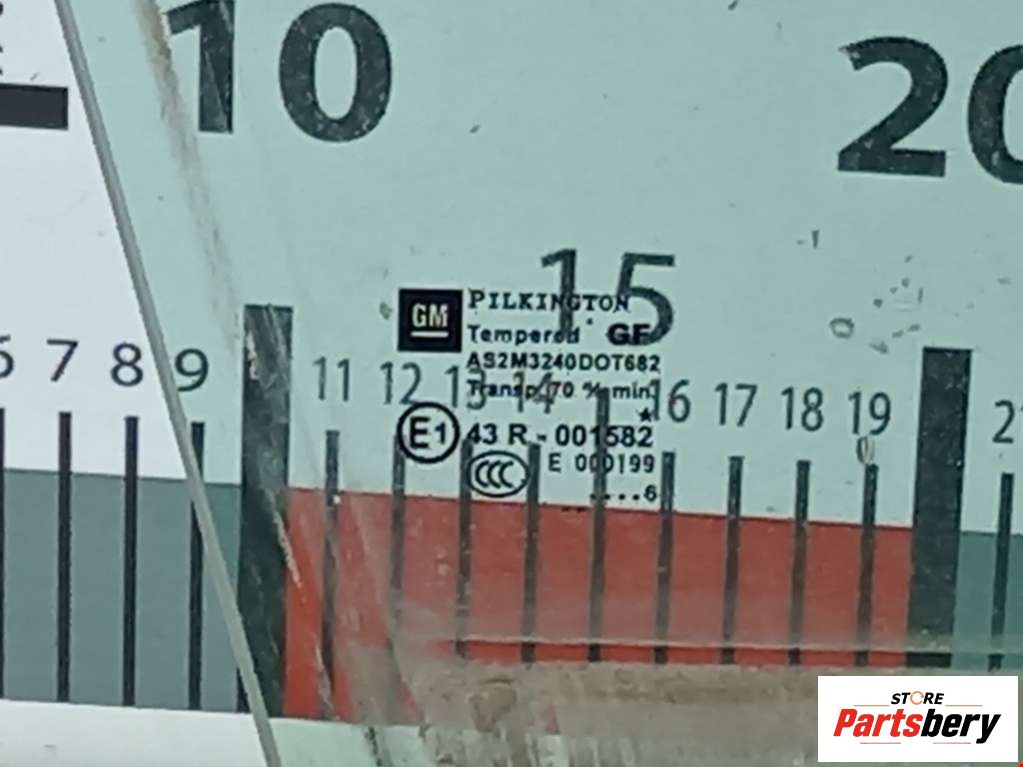 10
20
15
GM
PILKINGTON
Tempered GF
AS2M3240DOT682
Transp. 70 % min
7 8 9 11 12 13 14 16 17 18 19
E1
43 R - 001582
E 000199
CCC
....6
STORE
Partsbery